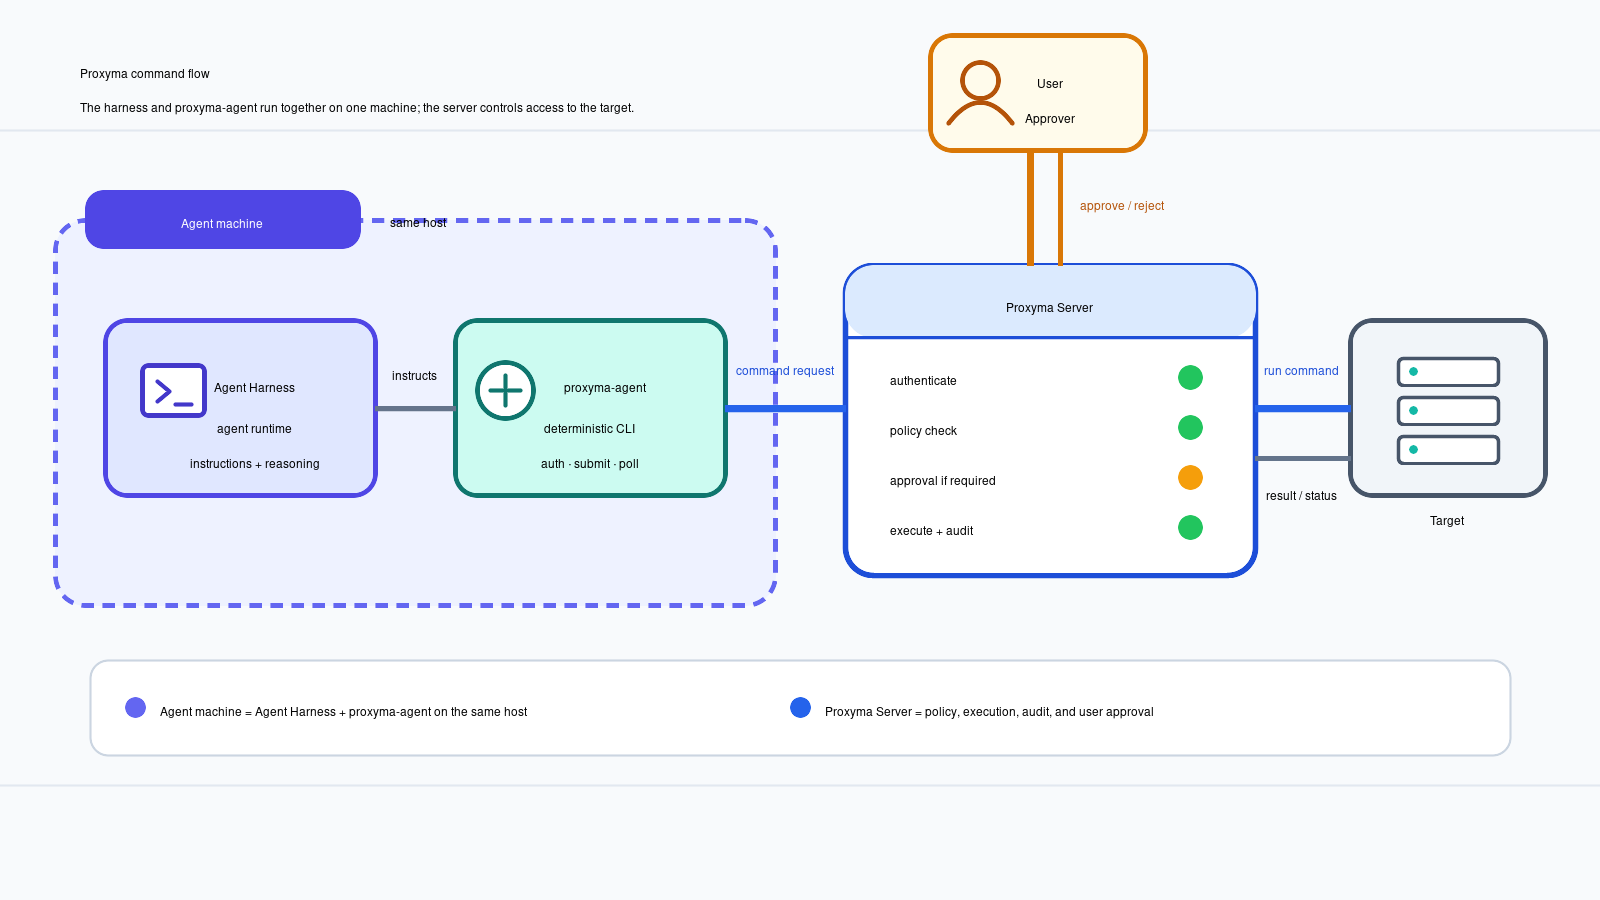 Proxyma command flow
The harness and proxyma-agent run together on one machine; the server controls access to the target.
User
Approver
approve / reject
Agent machine
same host
Agent Harness
agent runtime
instructions + reasoning
instructs
proxyma-agent
deterministic CLI
auth · submit · poll
command request
Proxyma Server
authenticate
policy check
approval if required
execute + audit
run command
result / status
Target
Agent machine = Agent Harness + proxyma-agent on the same host
Proxyma Server = policy, execution, audit, and user approval